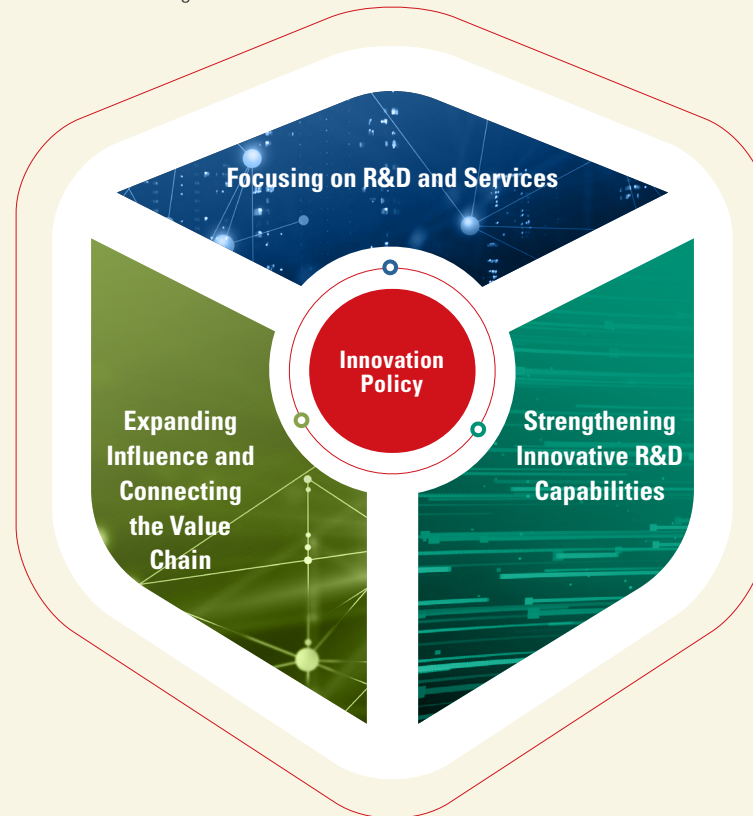 Focusing on R&D and Services
Innovation
Policy
Expanding
Influence and
Connecting
the Value
Chain
Strengthening
Innovative R&D
Capabilities